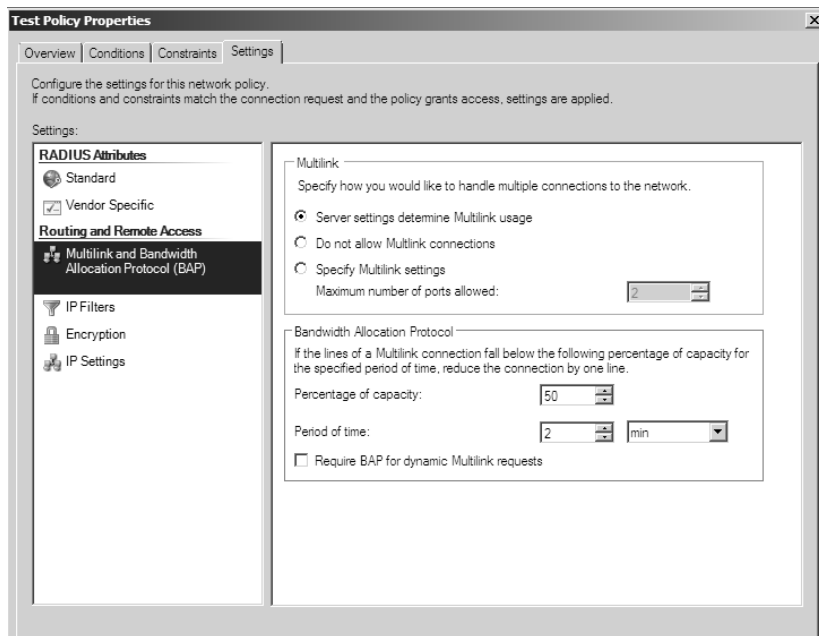 Test Policy Properties
Overview
Conditions
Constraints
Settings
Configure the settings for this network policy.
If conditions and constraints match the connection request and the policy grants access, settings are applied.
Settings:
RADIUS Attributes
Standard
Vendor Specific
Routing and Remote Access
Multilink and Bandwidth
Allocation Protocol (BAP)
IP Filters
Encryption
IP Settings
Multilink
Specify how you would like to handle multiple connections to the network.
Server settings determine Multilink usage
Do not allow Multilink connections
Specify Multilink settings
Maximum number of ports allowed: 2
Bandwidth Allocation Protocol
If the lines of a Multilink connection fall below the following percentage of capacity for
the specified period of time, reduce the connection by one line.
Percentage of capacity: 50
Period of time: 2 min
Require BAP for dynamic Multilink requests